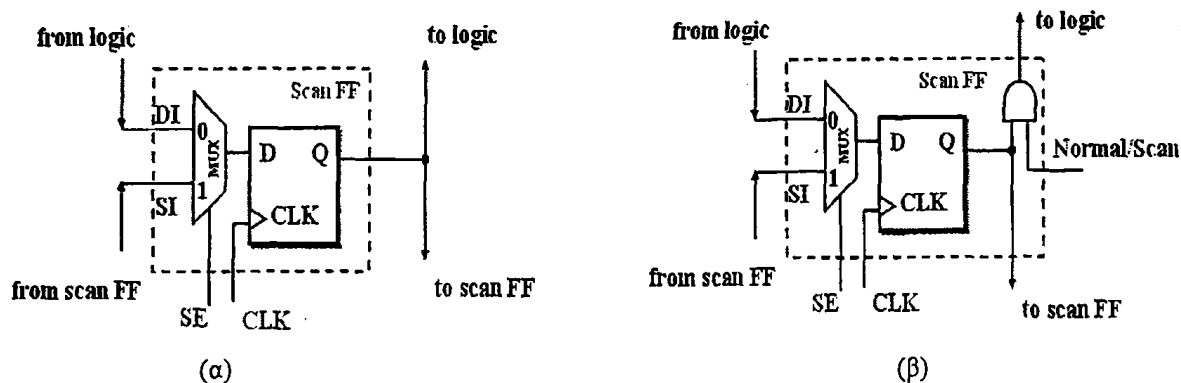 from logic
to logic
Scan FF
DI
0
MUX
D
Q
1
SI
CLK
from scan FF
to scan FF
SE
CLK
(α)
from logic
to logic
Scan FF
DI
0
MUX
D
Q
Normal/Scan
1
SI
CLK
from scan FF
to scan FF
SE
CLK
(β)